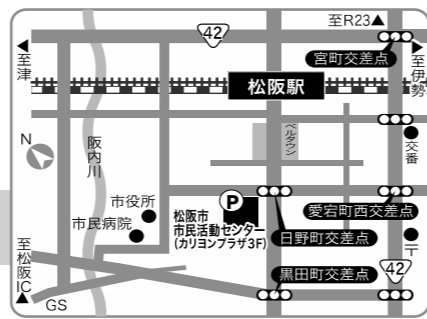 至R23
42
至津
宮町交差点
至伊勢
松阪駅
N
阪内川
ベルタウン
交番
市役所
市民病院
P
松阪市
市民活動センター
(カリヨンプラザ3F)
愛宕町西交差点
日野町交差点
〒
至松阪IC
黒田町交差点
42
GS